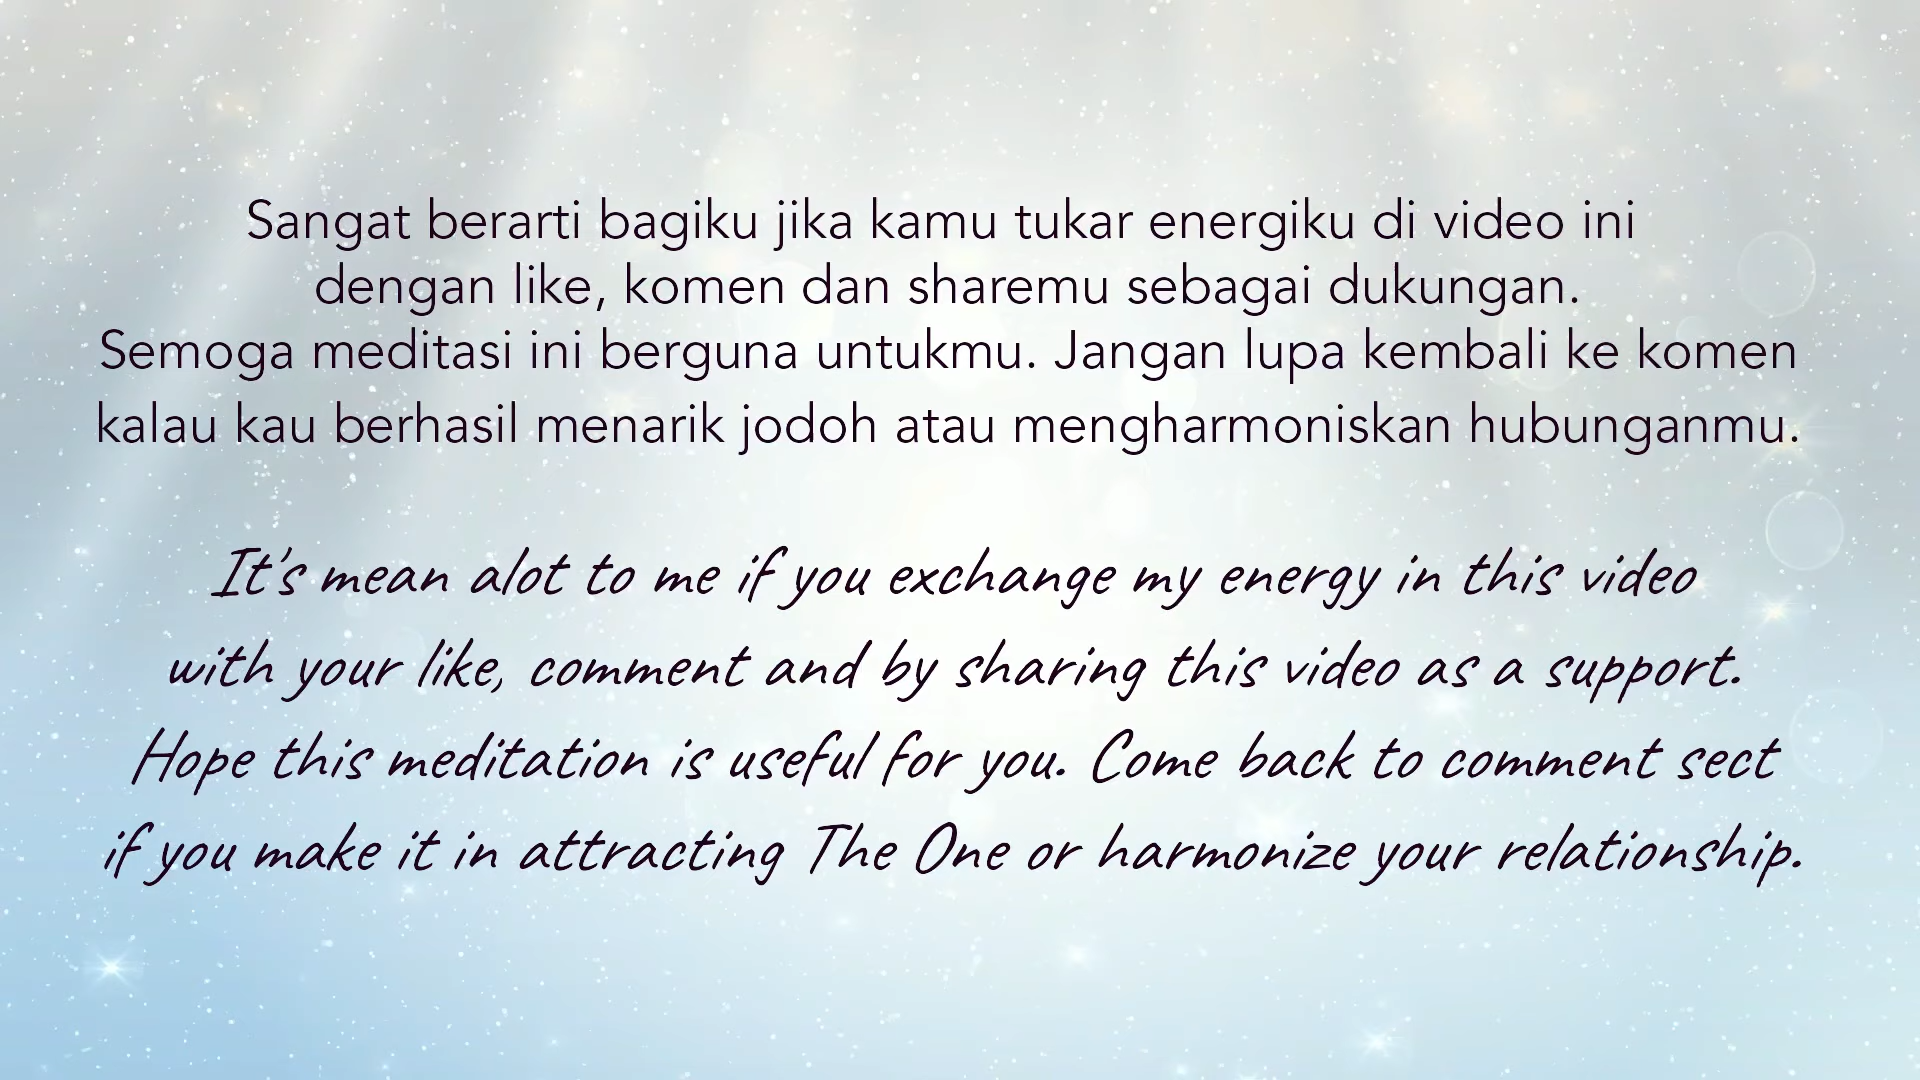 Sangat berarti bagiku jika kamu tukar energiku di video ini
dengan like, komen dan sharemu sebagai dukungan.
Semoga meditasi ini berguna untukmu. Jangan lupa kembali ke komen
kalau kau berhasil menarik jodoh atau mengharmoniskan hubunganmu.
It's mean alot to me if you exchange my energy in this video
with your like, comment and by sharing this video as a support.
Hope this meditation is useful for you. Come back to comment sect
if you make it in attracting The One or harmonize your relationship.